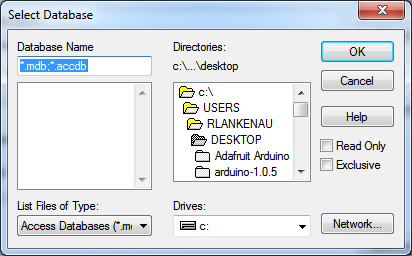 Select Database
Database Name
*.mdb;*.accdb
Directories:
c:\...\desktop
c:\
USERS
RLANKENAU
DESKTOP
Adafruit Arduino
arduino-1.0.5
OK
Cancel
Help
Read Only
Exclusive
List Files of Type:
Access Databases (*.m
Drives:
c:
Network...